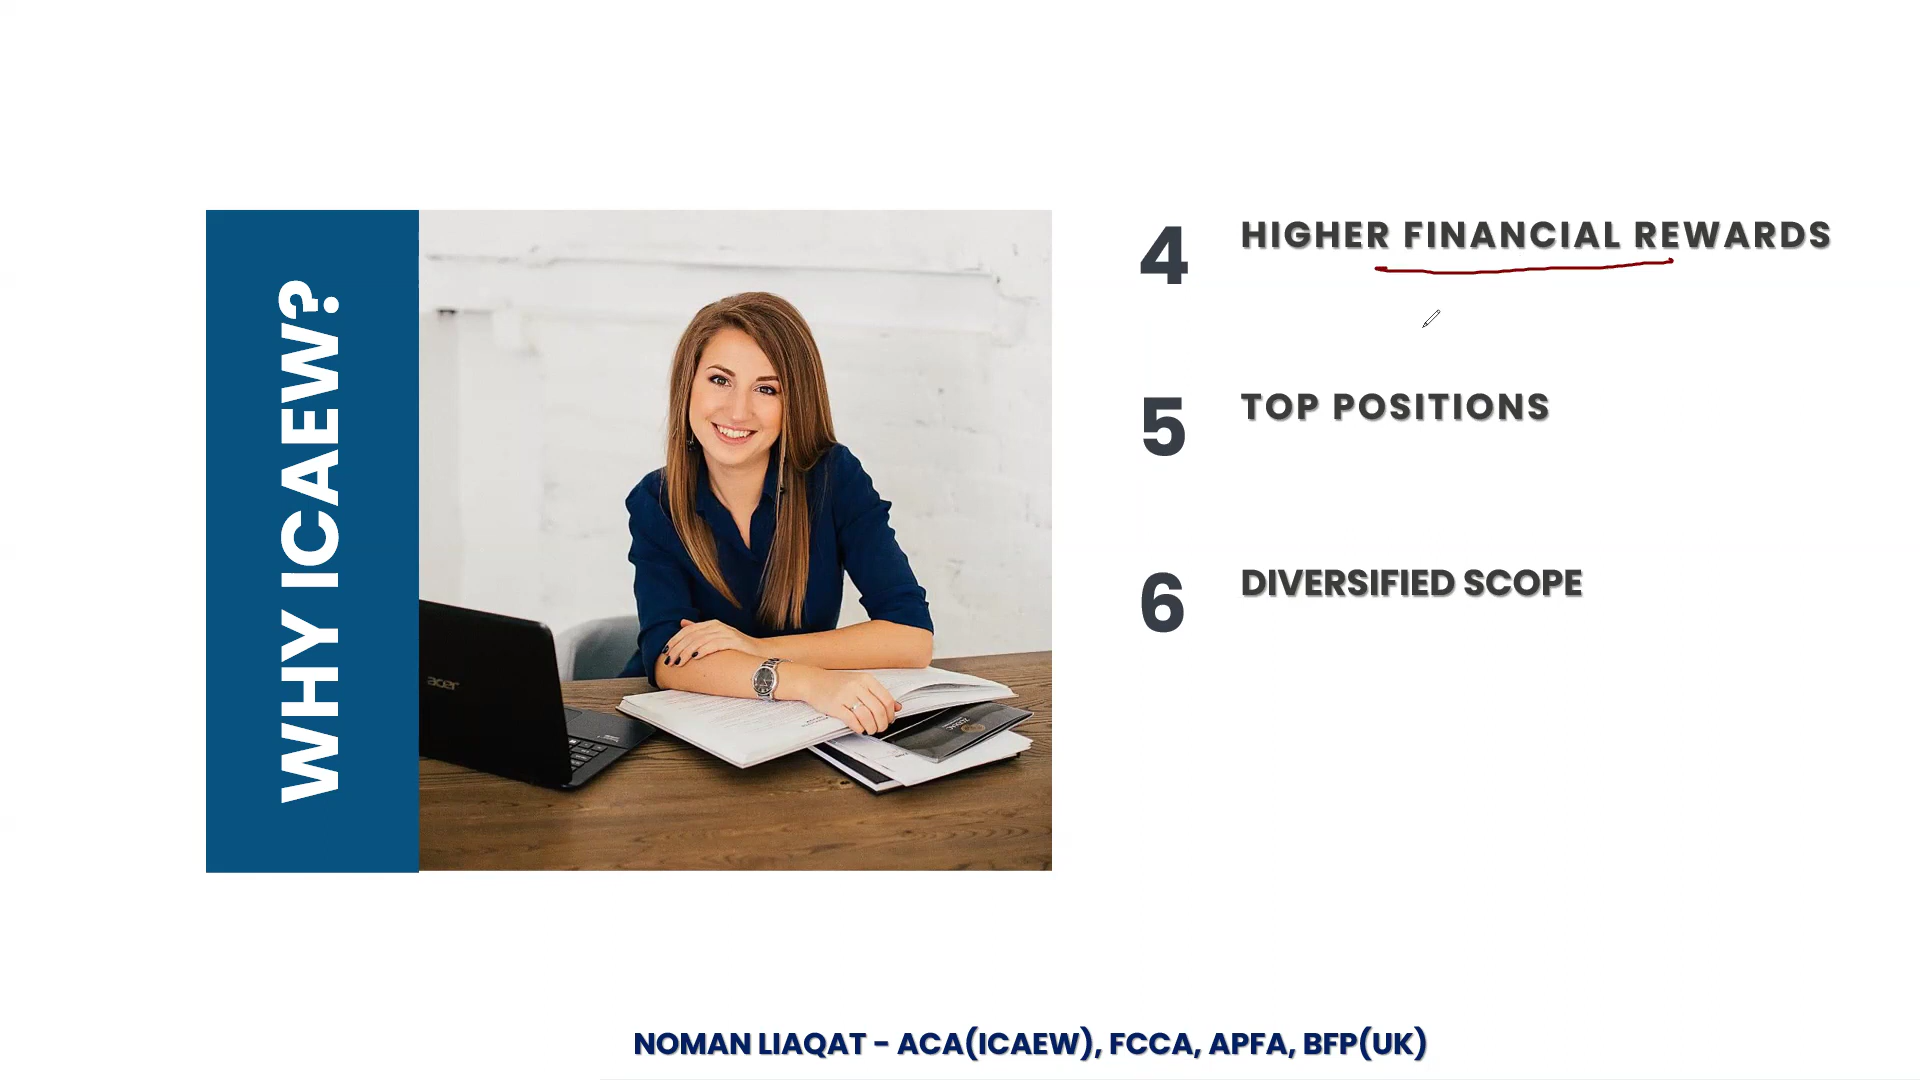 WHY ICAEW?
acer
4 HIGHER FINANCIAL REWARDS
5 TOP POSITIONS
6 DIVERSIFIED SCOPE
NOMAN LIAQAT - ACA(ICAEW), FCCA, APFA, BFP(UK)